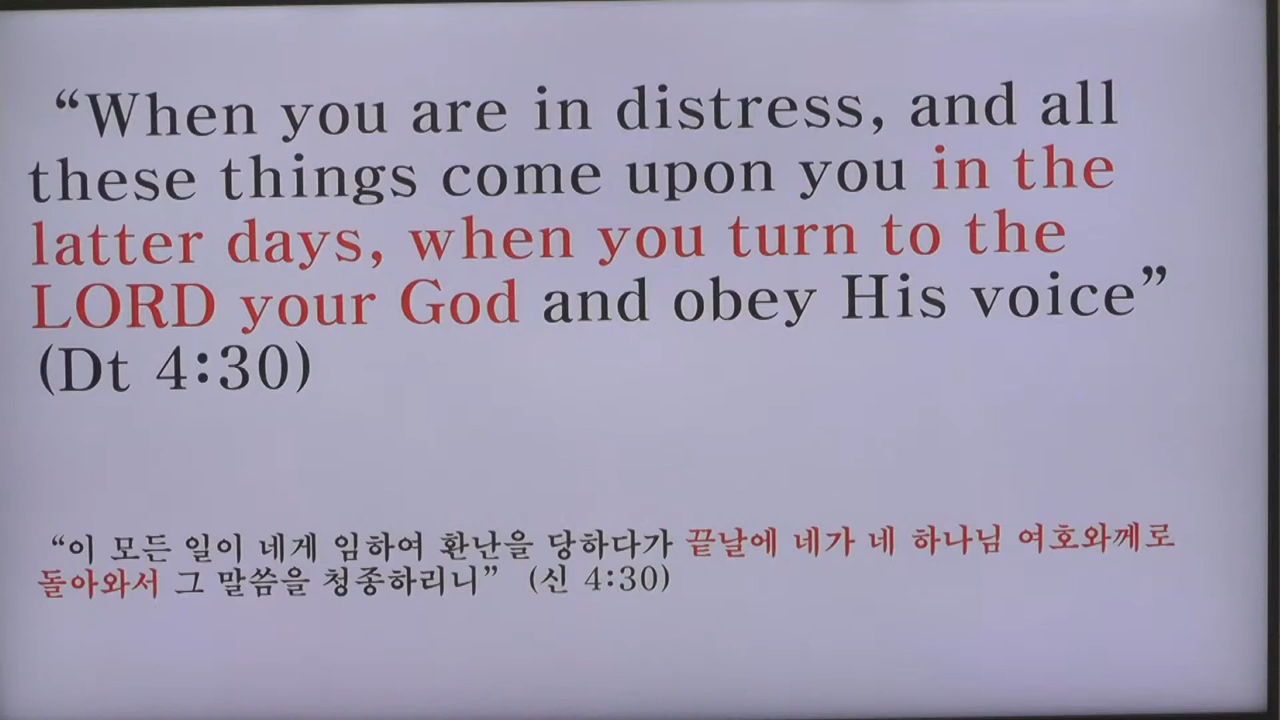 “When you are in distress, and all
these things come upon you in the
latter days, when you turn to the
LORD your God and obey His voice”
(Dt 4:30)
“이 모든 일이 네게 임하여 환난을 당하다가 끝날에 네가 네 하나님 여호와께로
돌아와서 그 말씀을 청종하리니” (신 4:30)